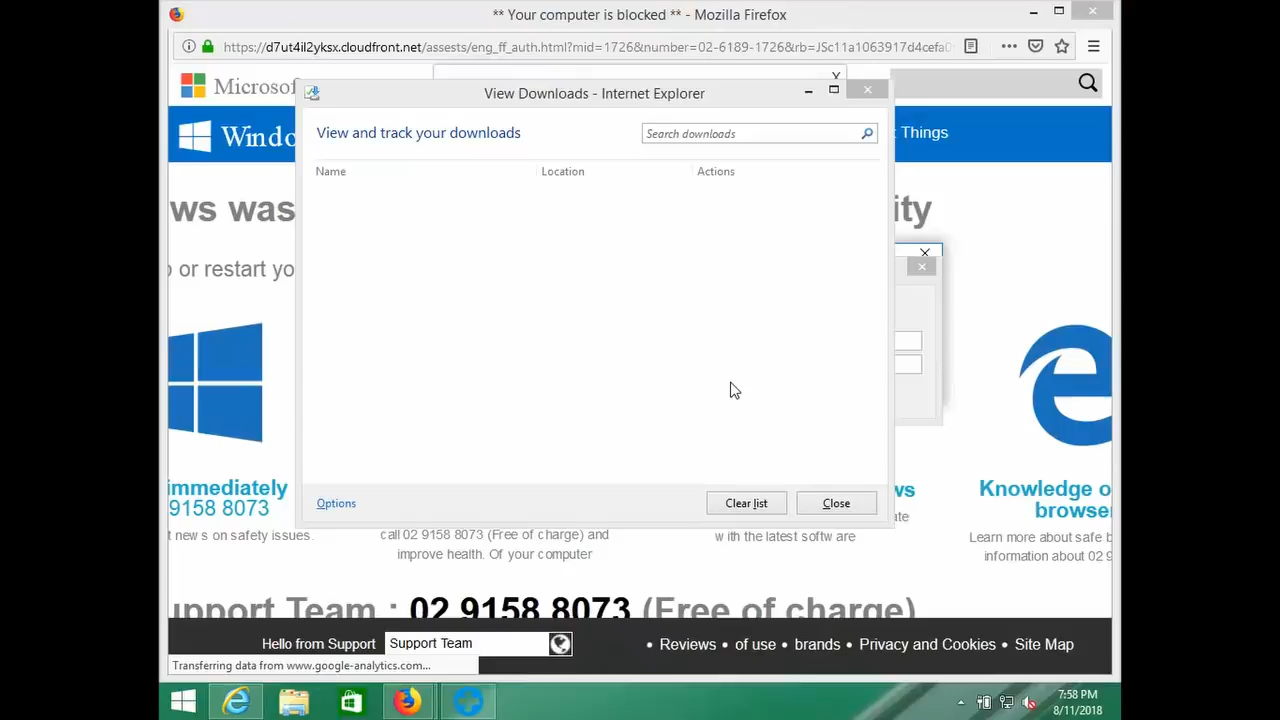 ** Your computer is blocked ** - Mozilla Firefox
https://d7ut4il2yksx.cloudfront.net/assests/eng_ff_auth.html?mid=1726&number=02-6189-1726&rb=JSc11a1063917d4cefa0
Microsof
View Downloads - Internet Explorer
Windo
View and track your downloads
Search downloads
Things
Name
Location
Actions
ws was
ity
o or restart yo
immediately
9158 8073
ws
Knowledge o
browser
Options
Clear list
Close
t new s on safety issues.
call 02 9158 8073 (Free of charge) and
improve health. Of your computer
ate
w ith the latest softw are
Learn more about safe b
information about 02 9
upport Team : 02 9158 8073 (Free of charge)
Hello from Support
Support Team
• Reviews • of use • brands • Privacy and Cookies • Site Map
Transferring data from www.google-analytics.com...
7:58 PM
8/11/2018